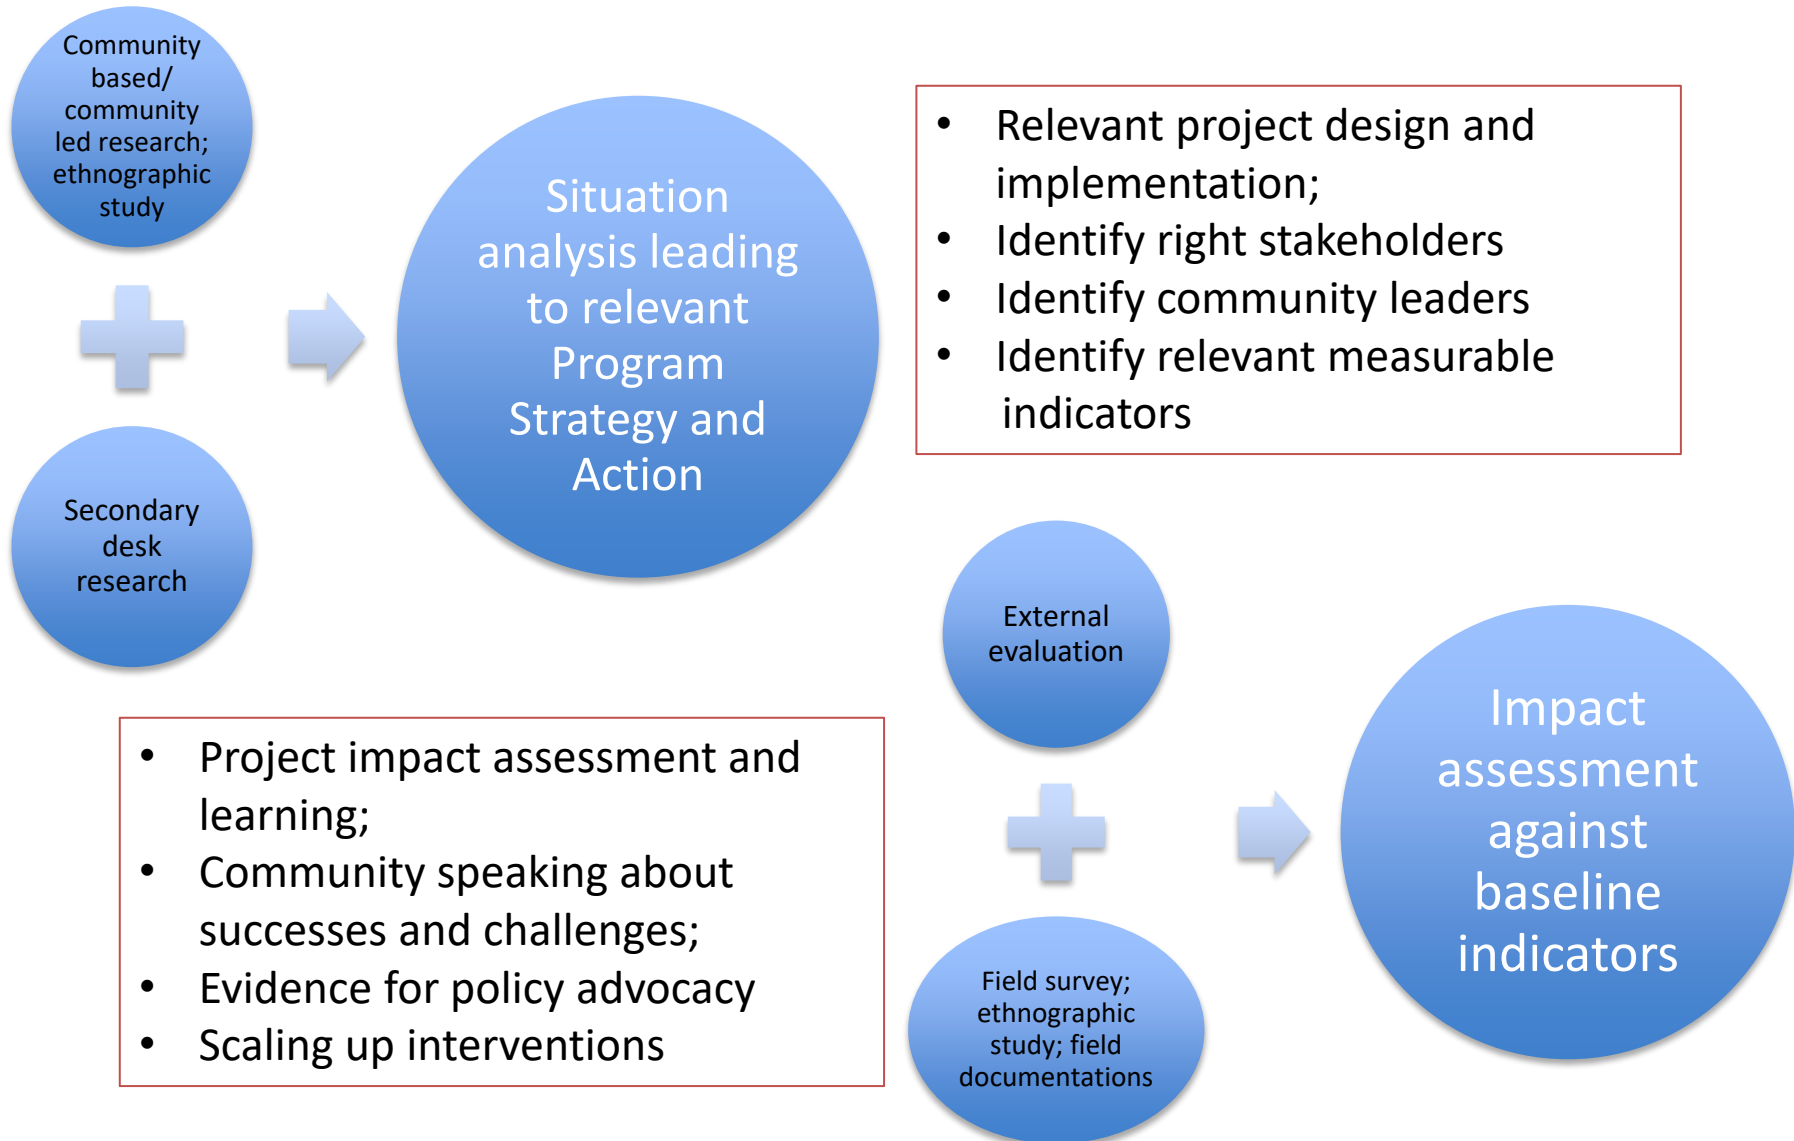 Community
based/
community
led research;
ethnographic
study
Secondary
desk
research
Situation
analysis leading
to relevant
Program
Strategy and
Action
• Relevant project design and
implementation;
• Identify right stakeholders
• Identify community leaders
• Identify relevant measurable
indicators
• Project impact assessment and
learning;
• Community speaking about
successes and challenges;
• Evidence for policy advocacy
• Scaling up interventions
External
evaluation
Field survey;
ethnographic
study; field
documentations
Impact
assessment
against
baseline
indicators